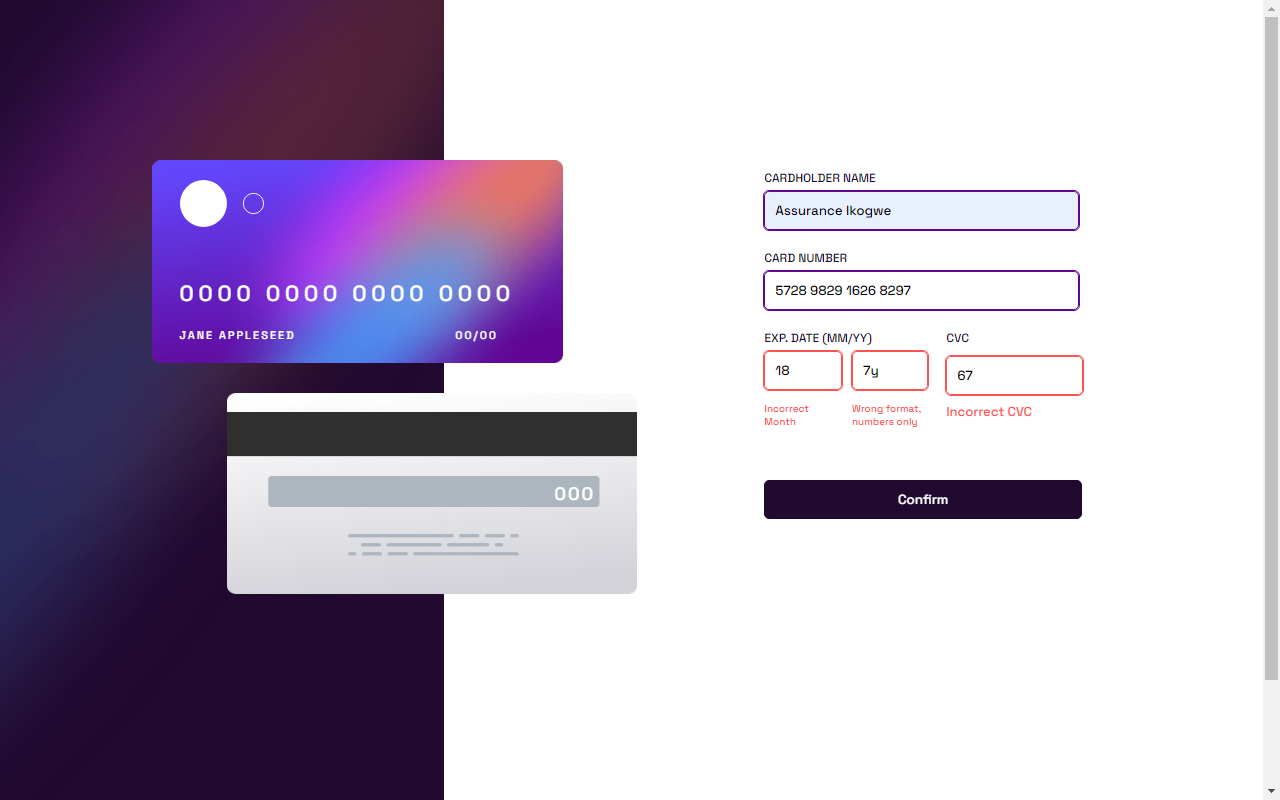 0000 0000 0000 0000
JANE APPLESEED 00/00
000
CARDHOLDER NAME
Assurance Ikogwe
CARD NUMBER
5728 9829 1626 8297
EXP. DATE (MM/YY) CVC
18 7y 67
Incorrect Month
Wrong format, numbers only
Incorrect CVC
Confirm